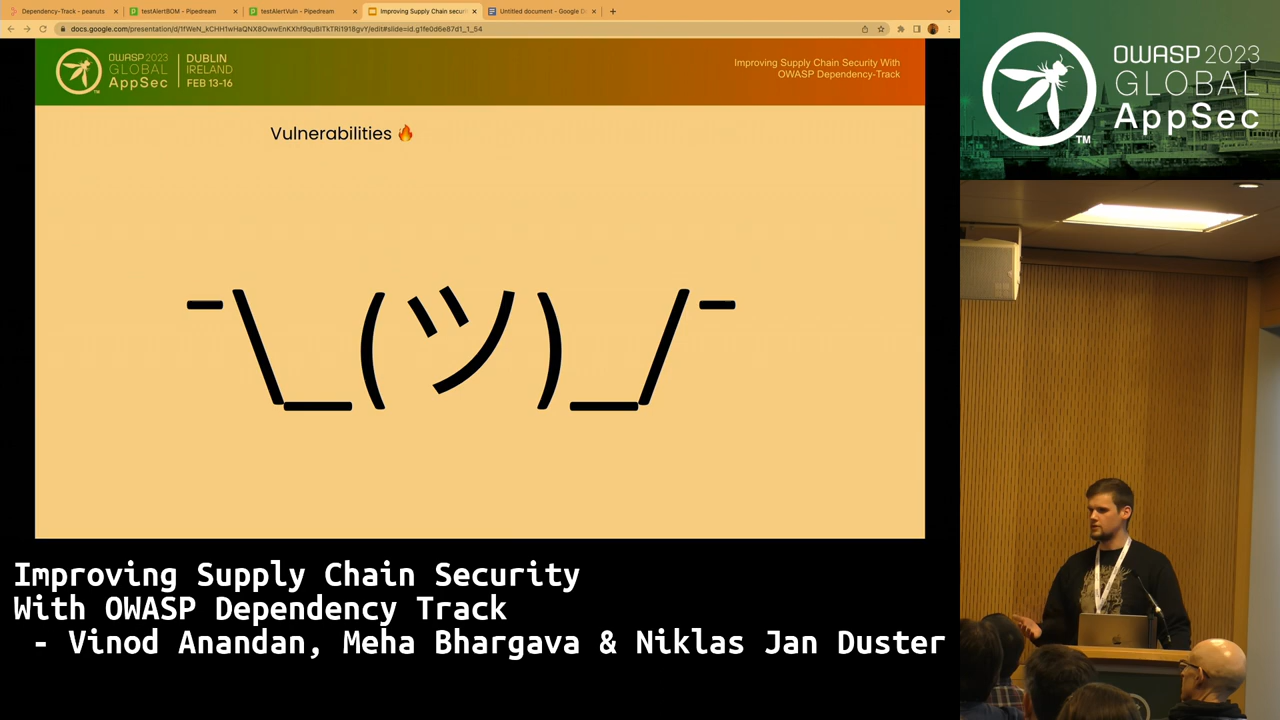 Dependency-Track - peanuts
testAlertBOM - Pipedream
testAlertVuln - Pipedream
Improving Supply Chain secur
Untitled document - Google D
docs.google.com/presentation/d/1fWeN_kCHH1wHaQNX8OwwEnKXhf9quBlTkTRi1918gvY/edit#slide=id.g1fe0d6e87d1_1_54
OWASP 2023
GLOBAL
AppSec
TM
DUBLIN
IRELAND
FEB 13-16
Improving Supply Chain Security With
OWASP Dependency-Track
Vulnerabilities 🔥
¯\_(ツ)_/¯
OWASP 2023
GLOBAL
AppSec
TM
Improving Supply Chain Security
With OWASP Dependency Track
- Vinod Anandan, Meha Bhargava & Niklas Jan Duster